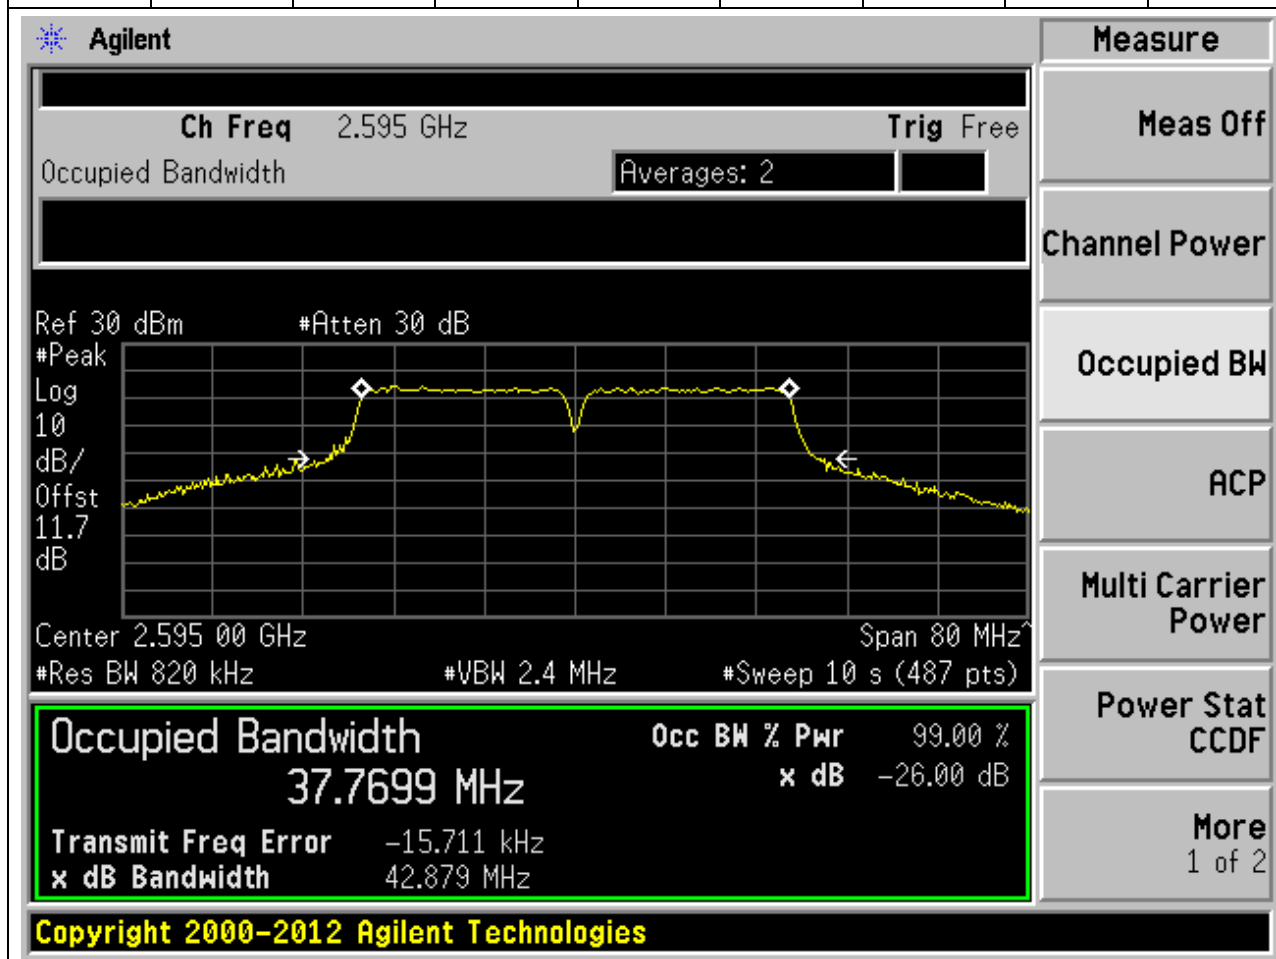 Agilent
Measure
Ch Freq 2.595 GHz Trig Free
Meas Off
Occupied Bandwidth Averages: 2
Channel Power
Ref 30 dBm #Atten 30 dB
#Peak
Log
10
dB/
Offst
11.7
dB
Occupied BW
ACP
Center 2.595 00 GHz Span 80 MHz^
#Res BW 820 kHz #VBW 2.4 MHz #Sweep 10 s (487 pts)
Multi Carrier
Power
Occupied Bandwidth Occ BW % Pwr 99.00 %
37.7699 MHz x dB -26.00 dB
Power Stat
CCDF
Transmit Freq Error -15.711 kHz
x dB Bandwidth 42.879 MHz
More
1 of 2
Copyright 2000-2012 Agilent Technologies